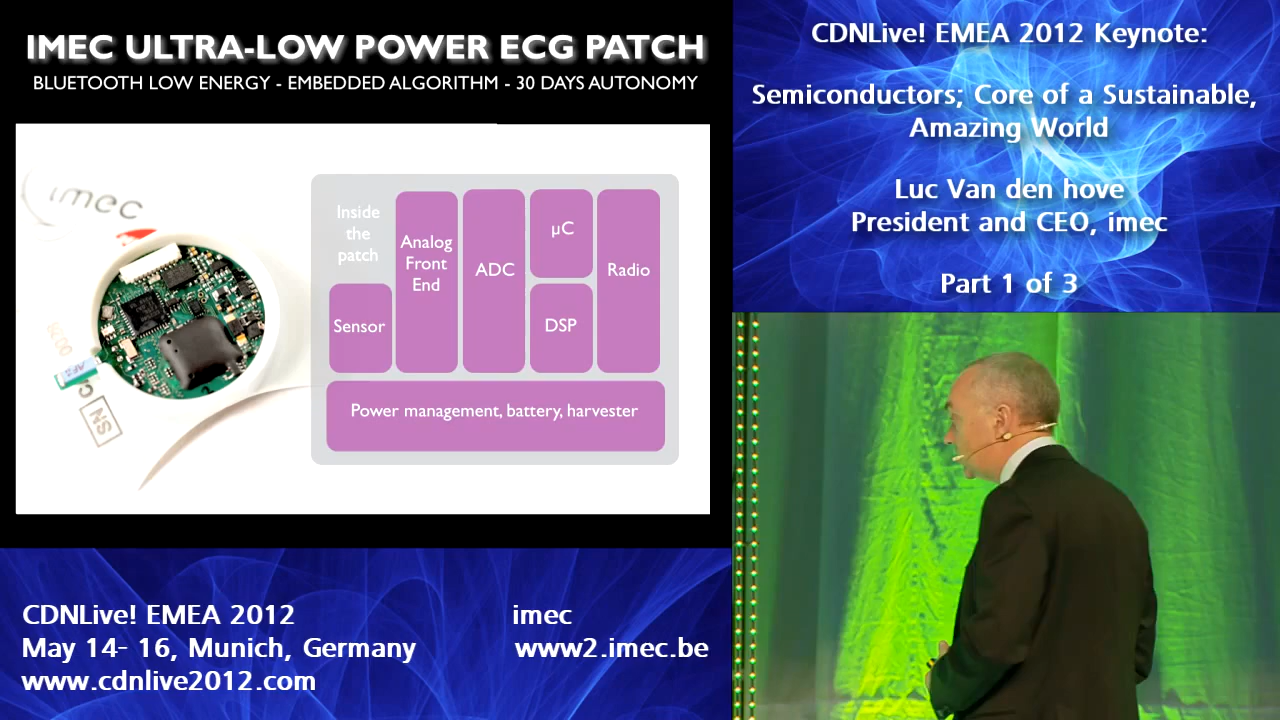 IMEC ULTRA-LOW POWER ECG PATCH
BLUETOOTH LOW ENERGY - EMBEDDED ALGORITHM - 30 DAYS AUTONOMY
imec
SN
Inside
the
patch
Sensor
Analog
Front
End
ADC
µC
DSP
Radio
Power management, battery, harvester
CDNLive! EMEA 2012 Keynote:
Semiconductors; Core of a Sustainable,
Amazing World
Luc Van den hove
President and CEO, imec
Part 1 of 3
CDNLive! EMEA 2012
May 14- 16, Munich, Germany
www.cdnlive2012.com
imec
www2.imec.be